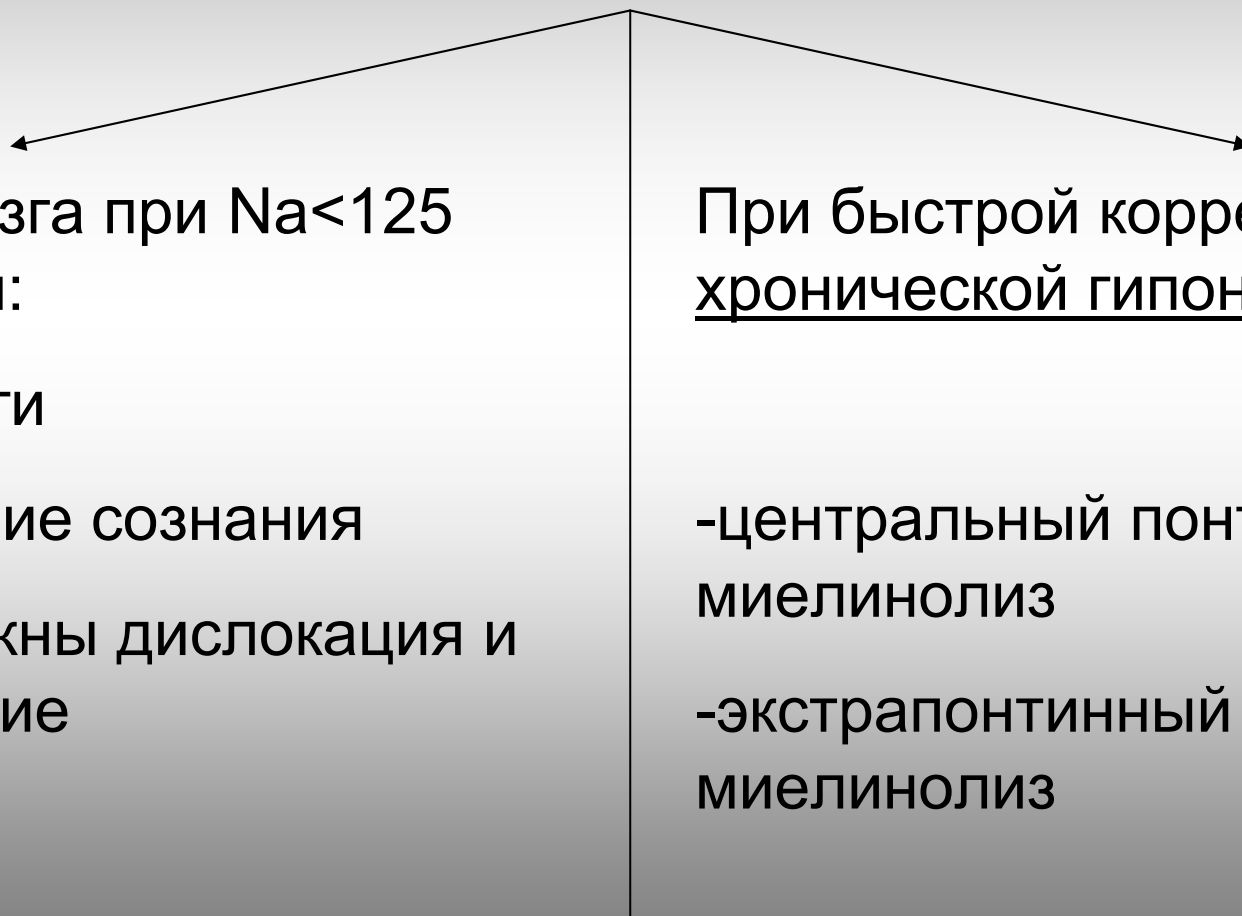 зга при Na<125
:
ти
ие сознания
жны дислокация и
ие
При быстрой корре
хронической гипон
-центральный понт
миелинолиз
-экстрапонтинный
миелинолиз